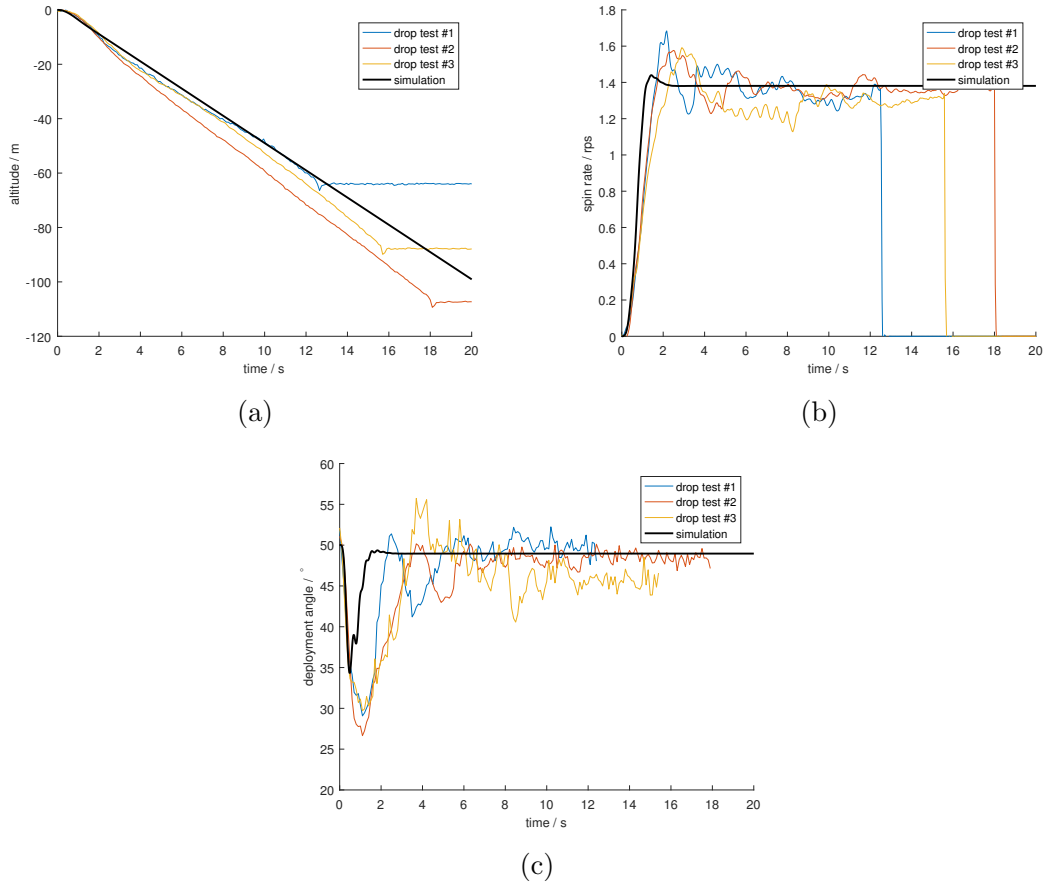 0
-20
-40
-60
-80
-100
-120
altitude / m
0 2 4 6 8 10 12 14 16 18 20
time / s
drop test #1
drop test #2
drop test #3
simulation
(a)
1.8
1.6
1.4
1.2
1
0.8
0.6
0.4
0.2
0
spin rate / rps
0 2 4 6 8 10 12 14 16 18 20
time / s
drop test #1
drop test #2
drop test #3
simulation
(b)
60
55
50
45
40
35
30
25
20
deployment angle / °
0 2 4 6 8 10 12 14 16 18 20
time / s
drop test #1
drop test #2
drop test #3
simulation
(c)